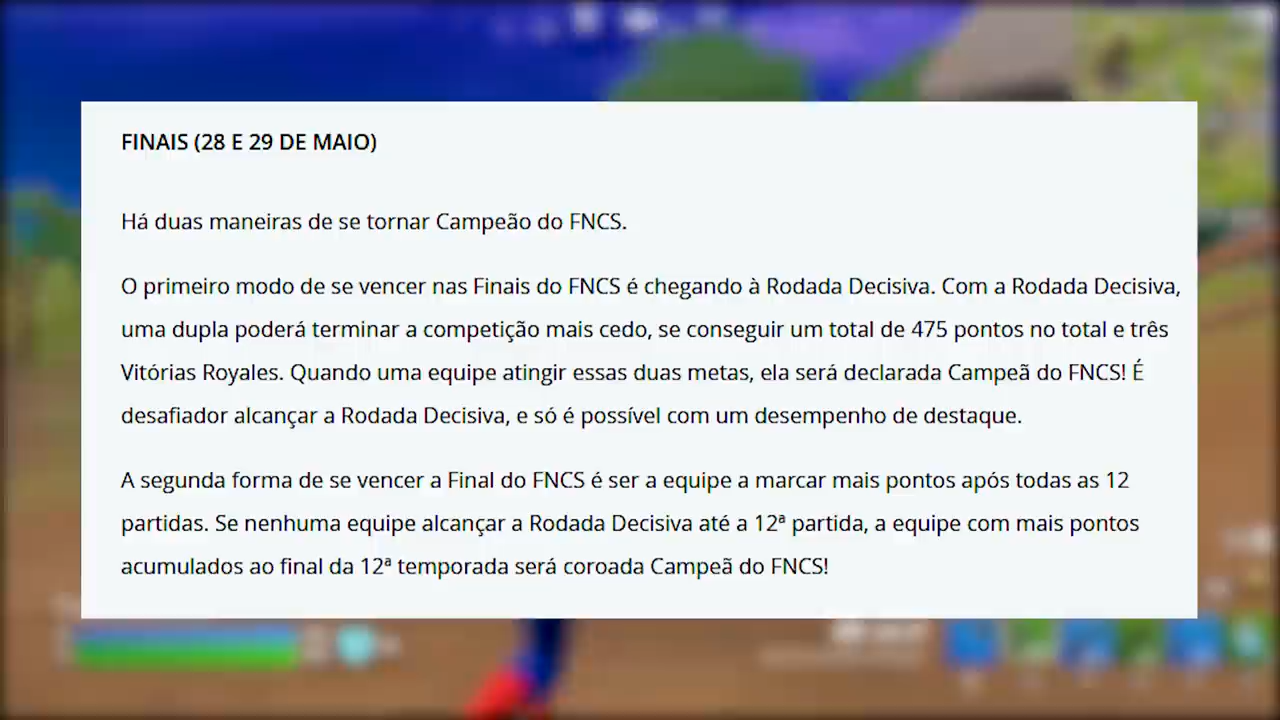 FINAIS (28 E 29 DE MAIO)
Há duas maneiras de se tornar Campeão do FNCS.
O primeiro modo de se vencer nas Finais do FNCS é chegando à Rodada Decisiva. Com a Rodada Decisiva,
uma dupla poderá terminar a competição mais cedo, se conseguir um total de 475 pontos no total e três
Vitórias Royales. Quando uma equipe atingir essas duas metas, ela será declarada Campeã do FNCS! É
desafiador alcançar a Rodada Decisiva, e só é possível com um desempenho de destaque.
A segunda forma de se vencer a Final do FNCS é ser a equipe a marcar mais pontos após todas as 12
partidas. Se nenhuma equipe alcançar a Rodada Decisiva até a 12ª partida, a equipe com mais pontos
acumulados ao final da 12ª temporada será coroada Campeã do FNCS!